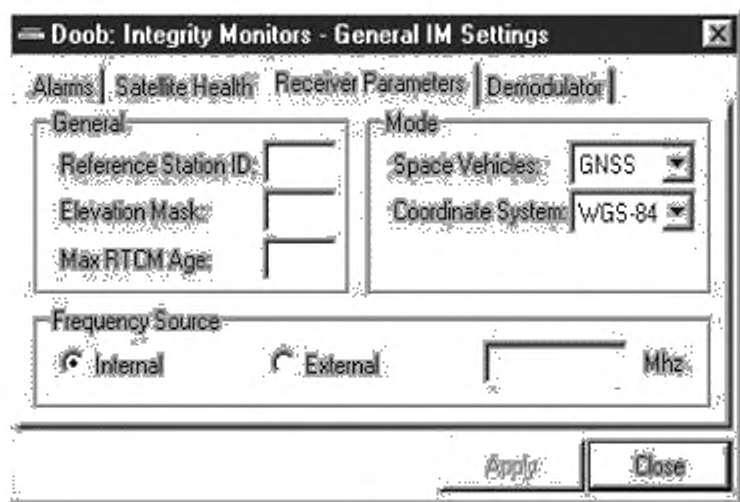 Doob: Integrity Monitors - General IM Settings
Alarms Satellite Health Receiver Parameters Demodulator
General Mode
Reference Station ID: Space Vehicles: GNSS
Elevation Mask: Coordinate System: WGS-84
Max RTCM Age:
Frequency Source
Internal External Mhz
Apply Close